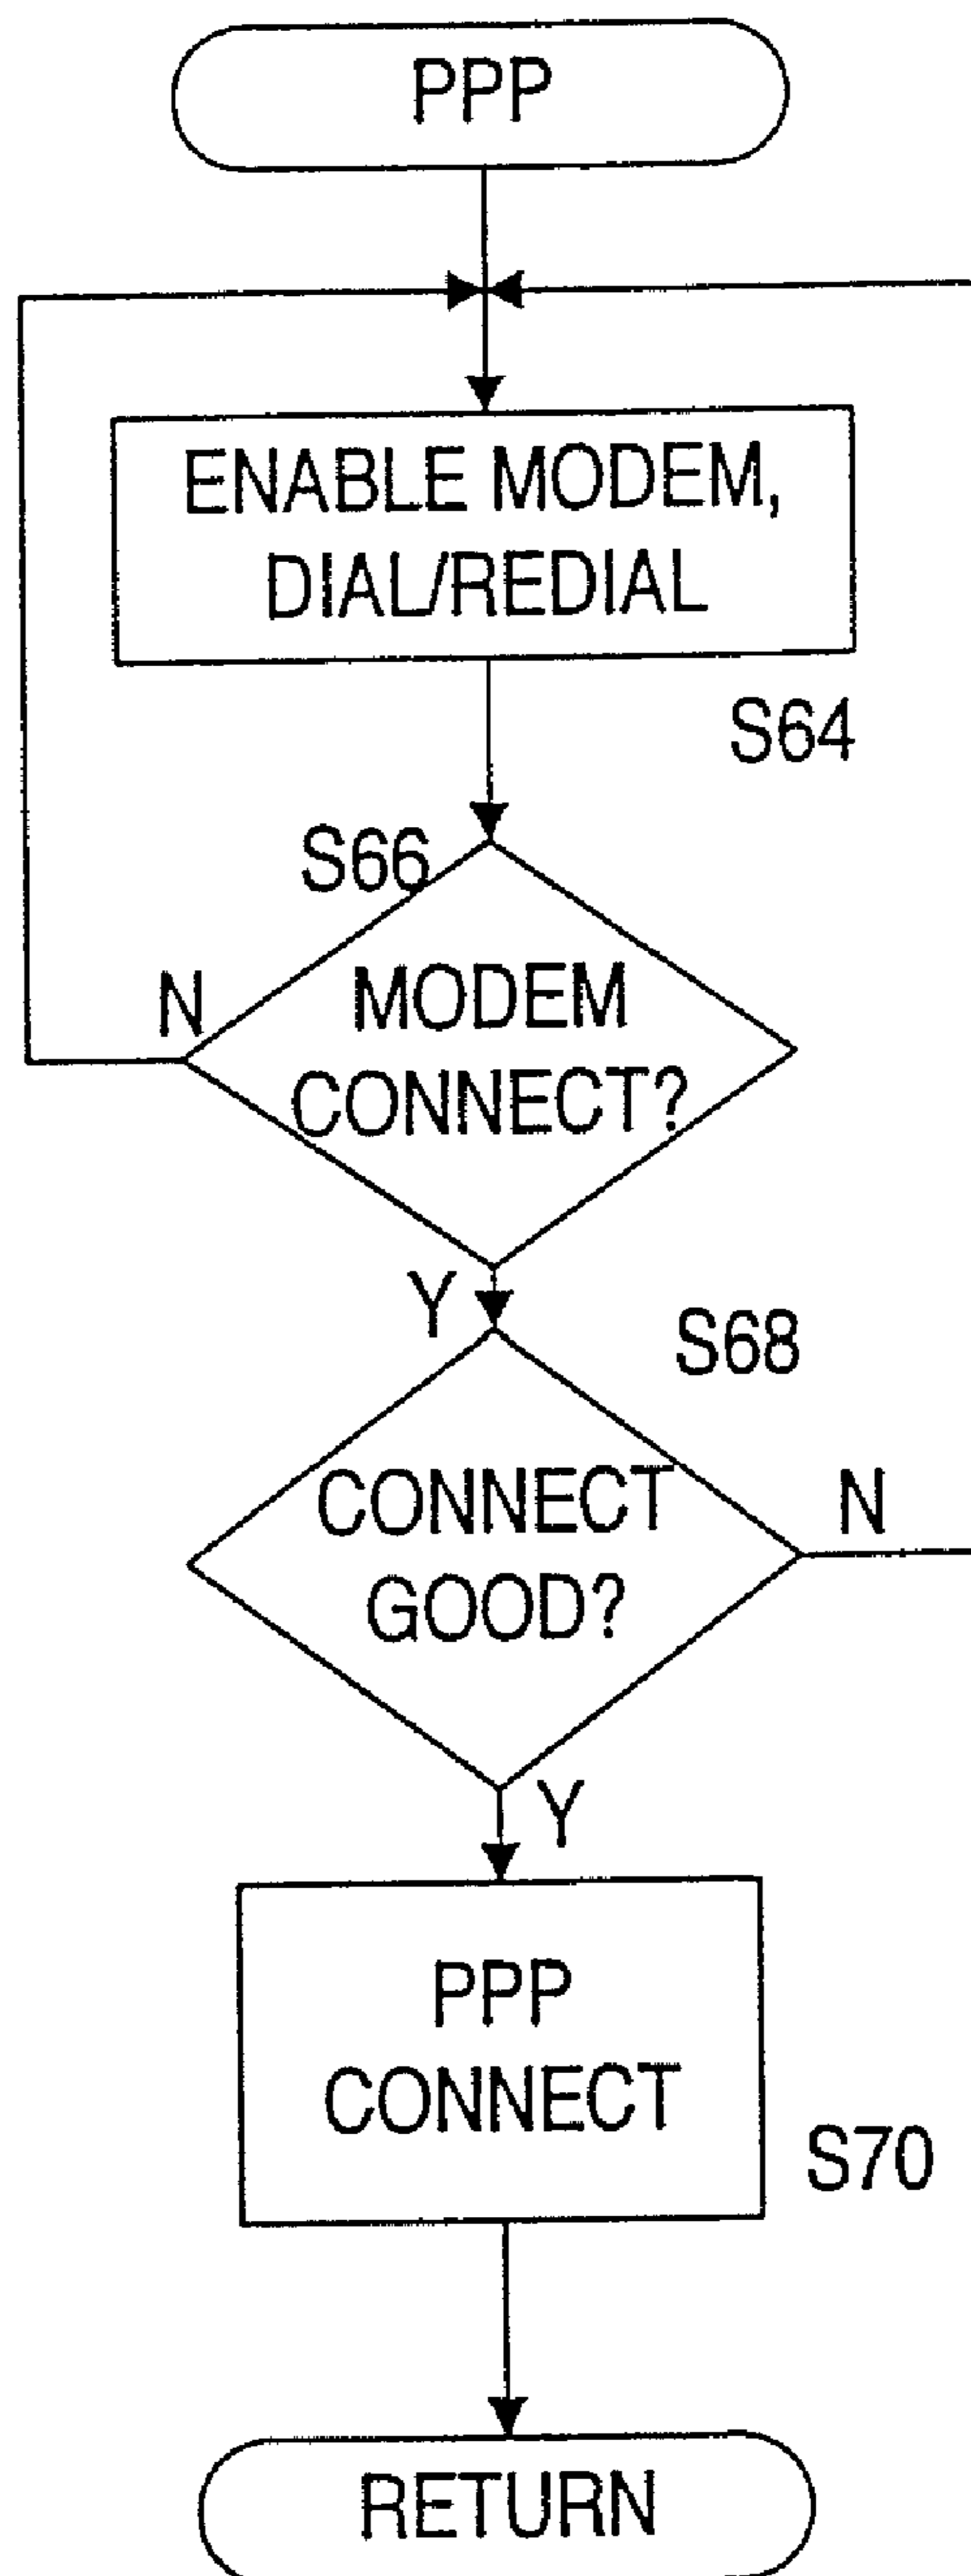 PPP
ENABLE MODEM,
DIAL/REDIAL
S64
S66
N
MODEM
CONNECT?
Y
S68
CONNECT
GOOD?
N
Y
PPP
CONNECT
S70
RETURN